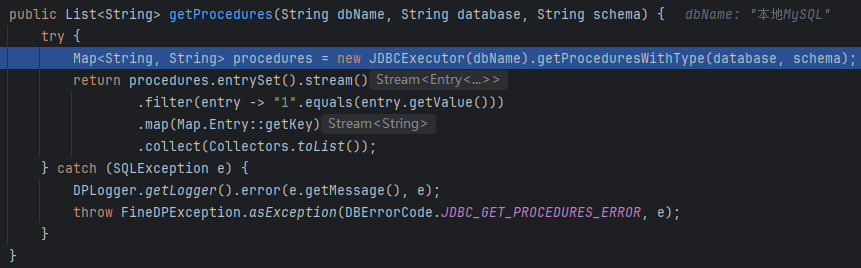 public List<String> getProcedures(String dbName, String database, String schema) { dbName: "本地MySQL"
try {
Map<String, String> procedures = new JDBCExecutor(dbName).getProceduresWithType(database, schema);
return procedures.entrySet().stream() Stream<Entry<…>>
.filter(entry -> "1".equals(entry.getValue()))
.map(Map.Entry::getKey) Stream<String>
.collect(Collectors.toList());
} catch (SQLException e) {
DPLogger.getLogger().error(e.getMessage(), e);
throw FineDPException.asException(DBErrorCode.JDBC_GET_PROCEDURES_ERROR, e);
}
}